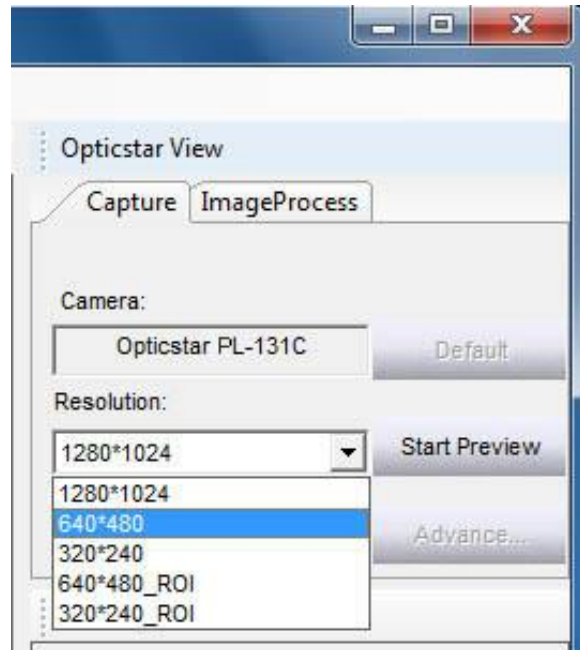 Opticstar View
Capture ImageProcess
Camera:
Opticstar PL-131C Default
Resolution:
1280*1024 Start Preview
1280*1024
640*480 Advance...
320*240
640*480_ROI
320*240_ROI